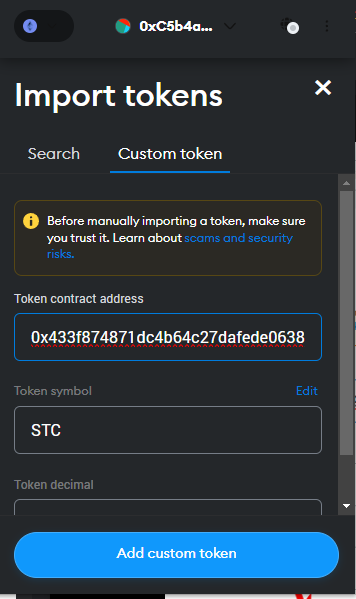 0xC5b4a...
Import tokens
Search
Custom token
Before manually importing a token, make sure
you trust it. Learn about scams and security
risks.
Token contract address
0x433f874871dc4b64c27dafede0638
Token symbol
Edit
STC
Token decimal
Add custom token